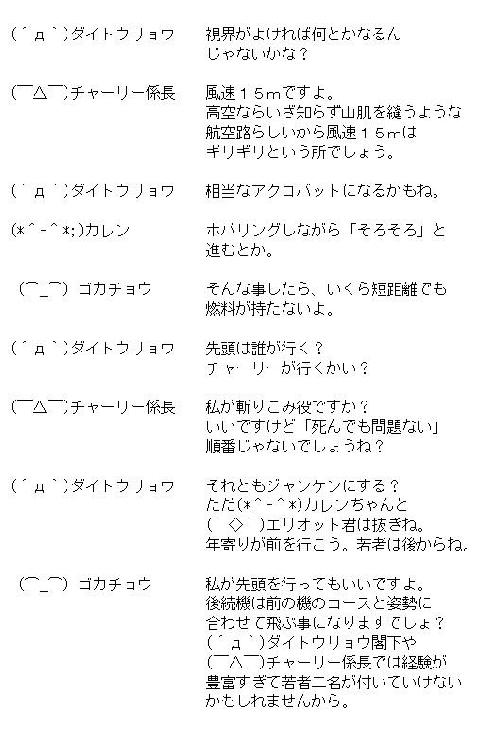 (´д｀)ダイトウリョウ　視界がよければ何とかなるん
じゃないかな？
(￣△￣)チャーリー係長　風速１５ｍですよ。
高空ならいざ知らず山肌を縫うような
航空路らしいから風速１５ｍは
ギリギリという所でしょう。
(´д｀)ダイトウリョウ　相当なアクコバットになるかもね。
(*^-^*;)カレン　ホバリングしながら「そろそろ」と
進むとか。
(⌒_⌒) ゴカチョウ　そんな事したら、いくら短距離でも
燃料が持たないよ。
(´д｀)ダイトウリョウ　先頭は誰が行く？
チャーリーが行くかい？
(￣△￣)チャーリー係長　私が斬りこみ役ですか？
いいですけど「死んでも問題ない」
順番じゃないでしょうね？
(´д｀)ダイトウリョウ　それともジャンケンにする？
ただ(*^-^*)カレンちゃんと
(　◇　)エリオット君は抜きね。
年寄りが前を行こう。若者は後からね。
(⌒_⌒) ゴカチョウ　私が先頭を行ってもいいですよ。
後続機は前の機のコースと姿勢に
合わせて飛ぶ事になりますでしょ？
(´д｀)ダイトウリョウ閣下や
(￣△￣)チャーリー係長では経験が
豊富すぎて若者二名が付いていけない
かもしれませんから。